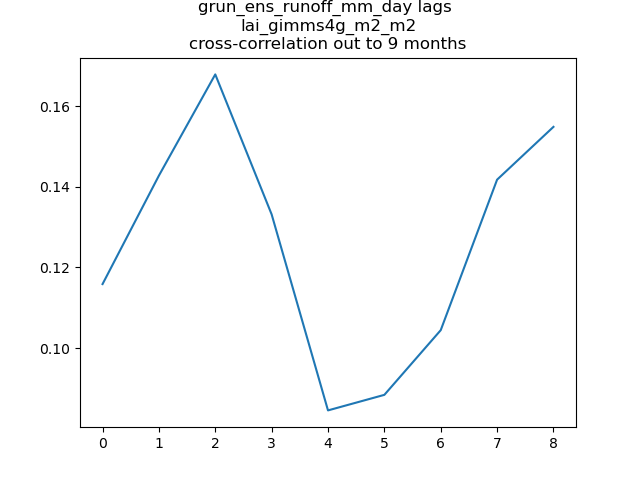 grun_ens_runoff_mm_day lags
lai_gimms4g_m2_m2
cross-correlation out to 9 months
0.16
0.14
0.12
0.10
0 1 2 3 4 5 6 7 8